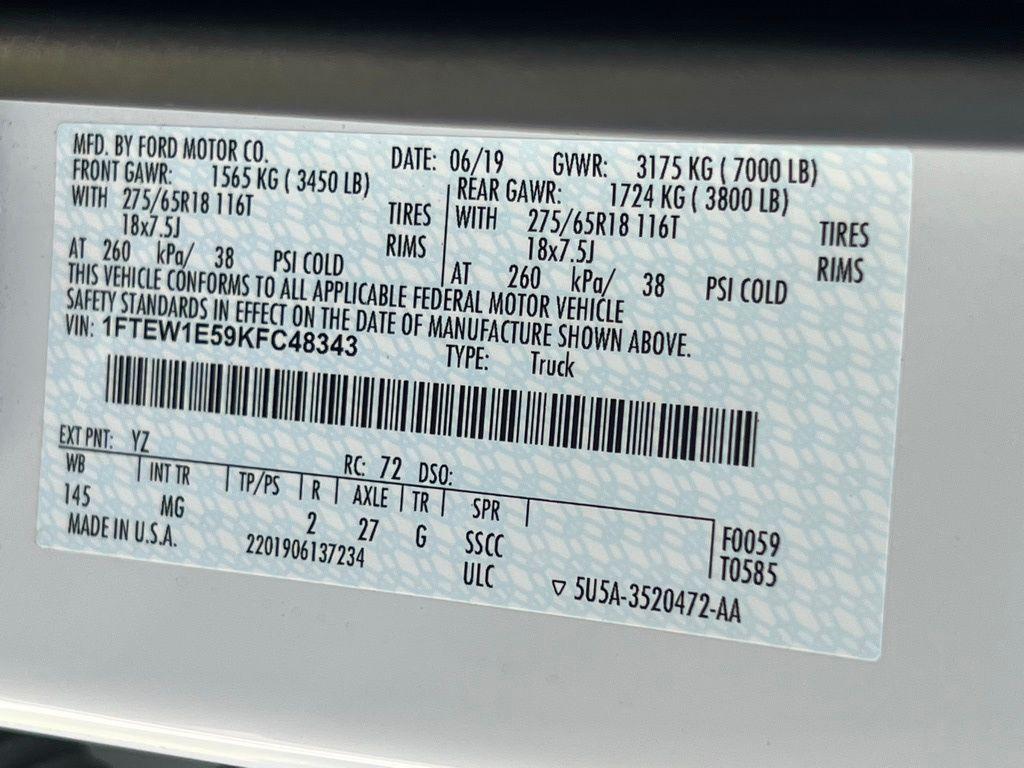 MFD. BY FORD MOTOR CO. DATE: 06/19 GVWR: 3175 KG ( 7000 LB)
FRONT GAWR: 1565 KG ( 3450 LB) REAR GAWR: 1724 KG ( 3800 LB)
WITH 275/65R18 116T TIRES WITH 275/65R18 116T TIRES
18x7.5J RIMS 18x7.5J RIMS
AT 260 kPa/ 38 PSI COLD AT 260 kPa/ 38 PSI COLD
THIS VEHICLE CONFORMS TO ALL APPLICABLE FEDERAL MOTOR VEHICLE
SAFETY STANDARDS IN EFFECT ON THE DATE OF MANUFACTURE SHOWN ABOVE.
VIN: 1FTEW1E59KFC48343 TYPE: Truck
EXT PNT: YZ RC: 72 DSO:
WB INT TR TP/PS R AXLE TR SPR
145 MG 2 27 G SSCC F0059
MADE IN U.S.A. 2201906137234 ULC T0585
▽ 5U5A-3520472-AA